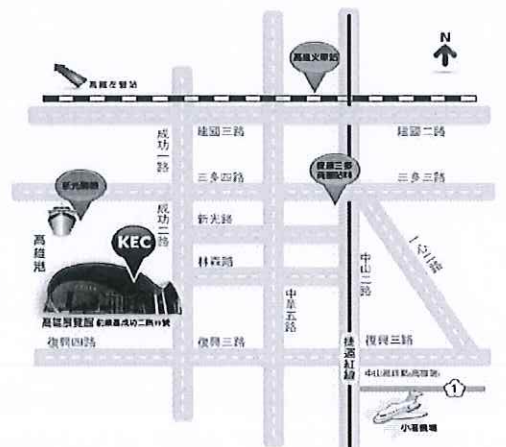 高雄火車站
N
高鐵左營站
建國三路
建國二路
成功一路
三多四路
三多三路
新光路
成功二路
KEC
高雄港
林森路
中華五路
中山二路
高雄展覽館
復興四路
復興三路
復興三路
捷運紅線
1
小港機場